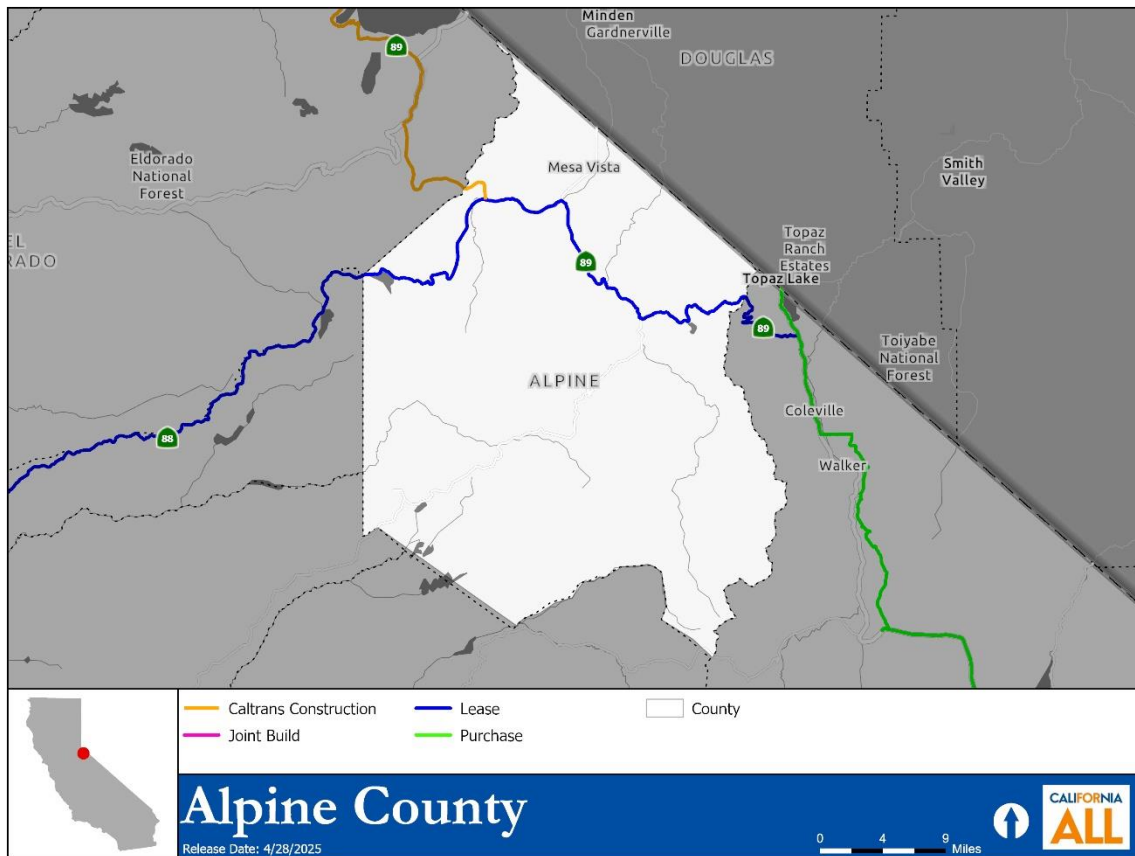 Minden
Gardnerville
89
DOUGLAS
Eldorado
National
Forest
Mesa Vista
Smith
Valley
EL
RADO
Topaz
Ranch
Estates
89
Topaz Lake
89
Toiyabe
National
Forest
ALPINE
Coleville
88
Walker
Caltrans Construction
Lease
County
Joint Build
Purchase
Alpine County
Release Date: 4/28/2025
0 4 9
Miles
CALIFORNIA
ALL